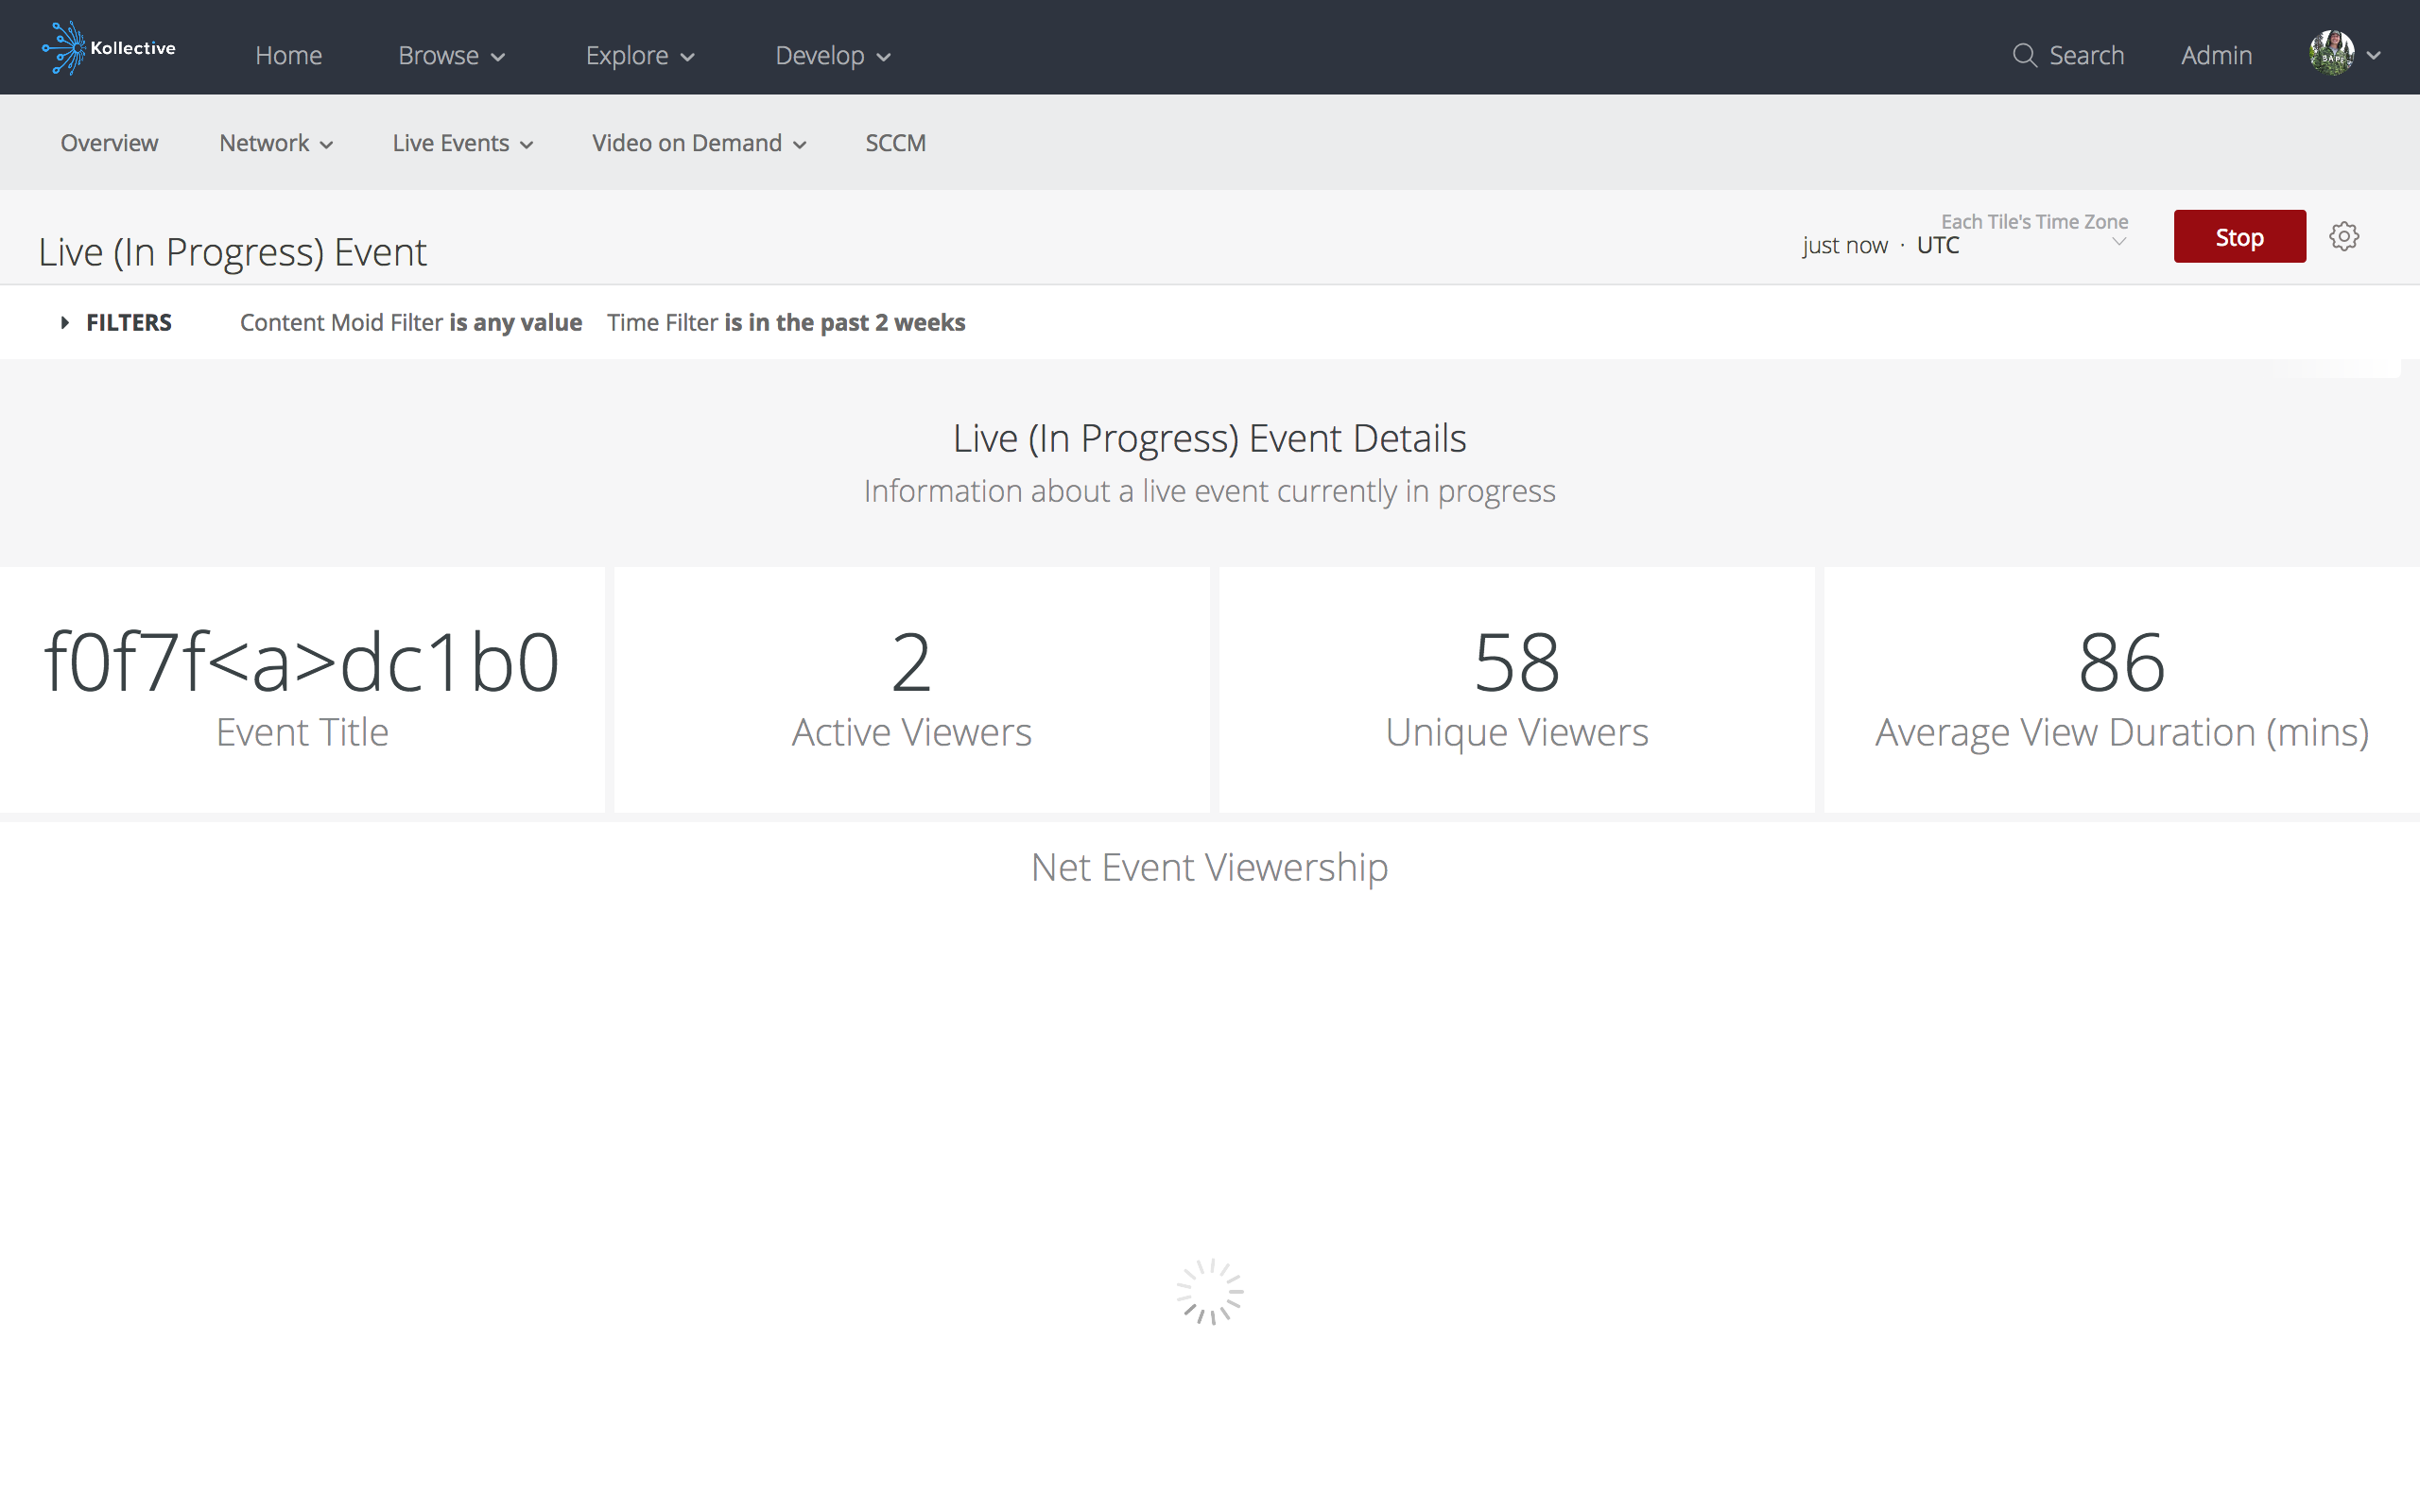 Kollective Home Browse Explore Develop Search Admin
Overview Network Live Events Video on Demand SCCM
Live (In Progress) Event
Each Tile's Time Zone
just now · UTC
Stop
FILTERS Content Moid Filter is any value Time Filter is in the past 2 weeks
Live (In Progress) Event Details
Information about a live event currently in progress
f0f7f<a>dc1b0
Event Title
2
Active Viewers
58
Unique Viewers
86
Average View Duration (mins)
Net Event Viewership